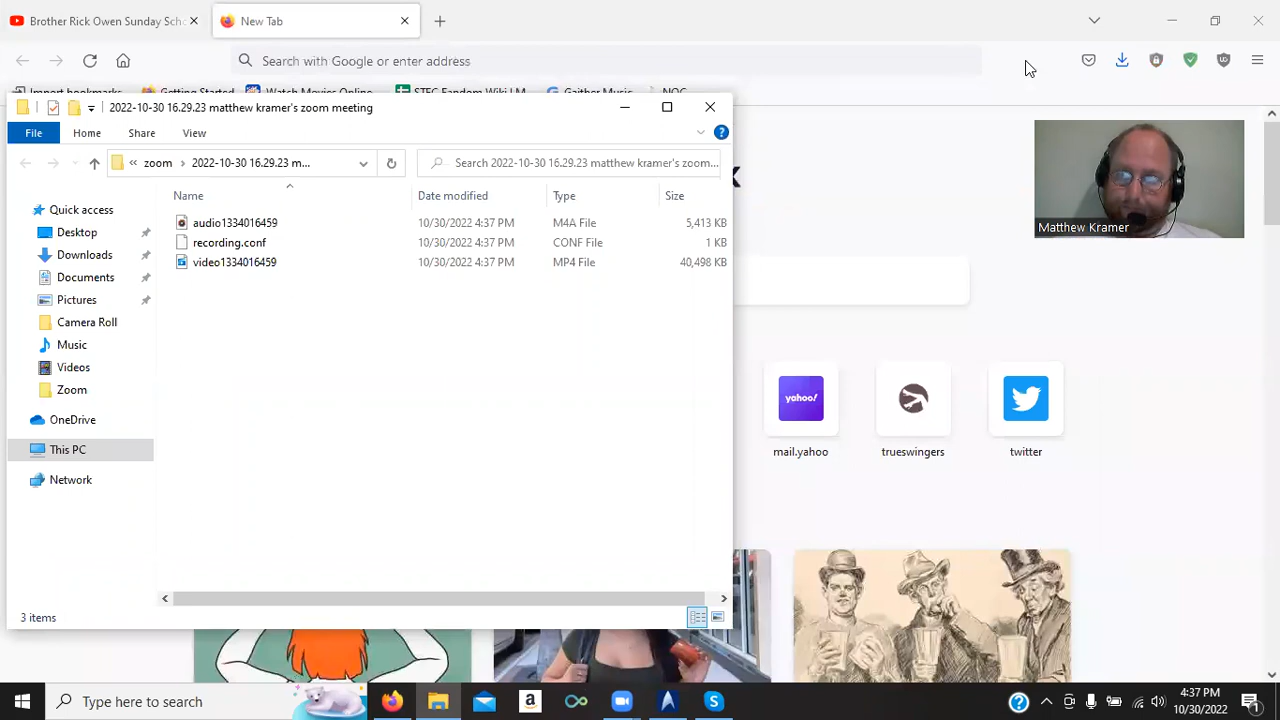 Brother Rick Owen Sunday Scho
New Tab
Search with Google or enter address
Import bookmarks... Getting Started Watch Movies Online STFC Fandom Wiki | M... Gaither Music NOG
2022-10-30 16.29.23 matthew kramer's zoom meeting
File Home Share View
zoom 2022-10-30 16.29.23 m...
Search 2022-10-30 16.29.23 matthew kramer's zoom...
Name Date modified Type Size
Quick access
Desktop
Downloads
Documents
Pictures
Camera Roll
Music
Videos
Zoom
OneDrive
This PC
Network
audio1334016459 10/30/2022 4:37 PM M4A File 5,413 KB
recording.conf 10/30/2022 4:37 PM CONF File 1 KB
video1334016459 10/30/2022 4:37 PM MP4 File 40,498 KB
3 items
Matthew Kramer
yahoo!
mail.yahoo
trueswingers
twitter
Type here to search
4:37 PM
10/30/2022
1